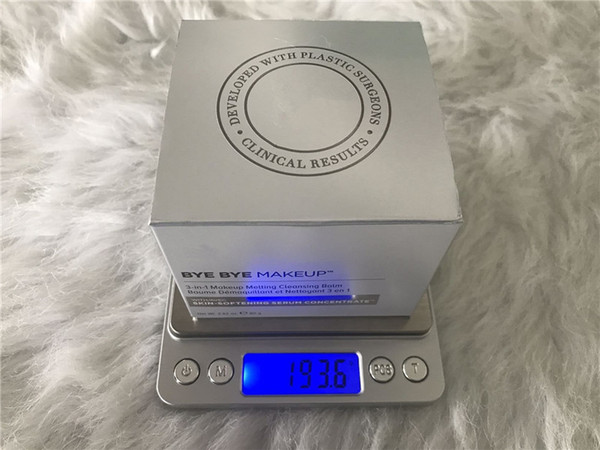 DEVELOPED WITH PLASTIC SURGEONS
• CLINICAL RESULTS •
BYE BYE MAKEUP™
3-in-1 Makeup Melting Cleansing Balm
Baume Démaquillant et Nettoyant 3 en 1
SKIN-SOFTENING SERUM CONCENTRATE™
193.6
M
PCS
T